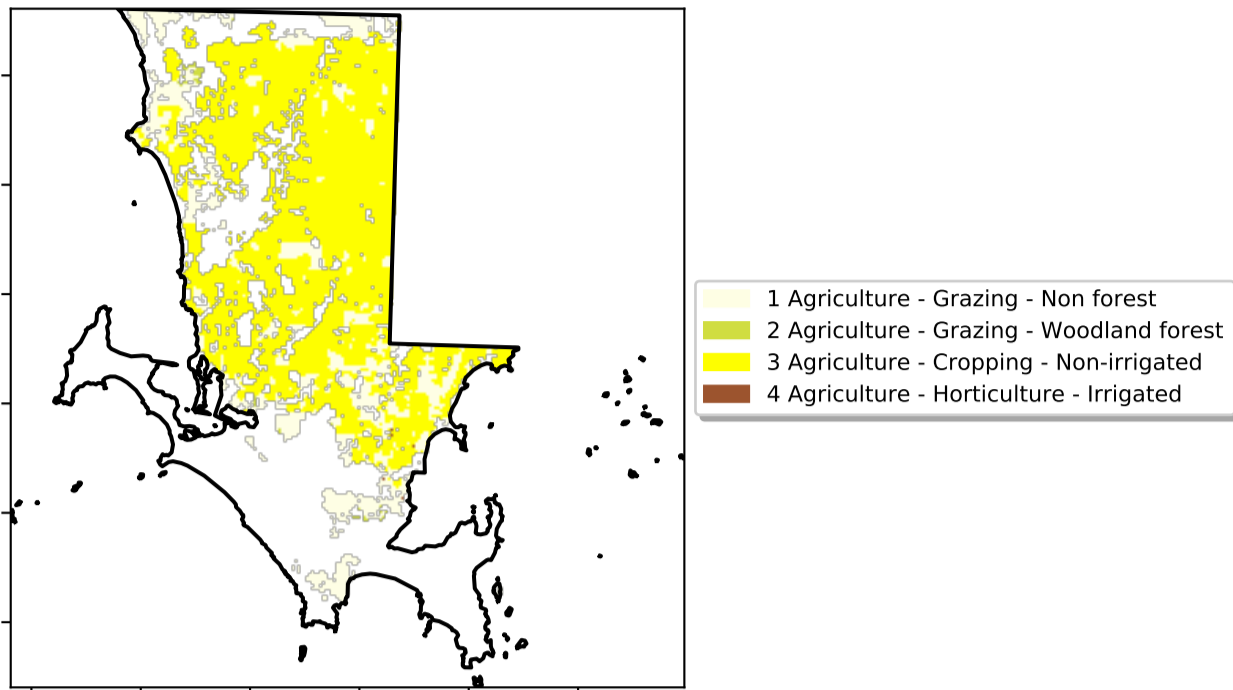 1 Agriculture - Grazing - Non forest
2 Agriculture - Grazing - Woodland forest
3 Agriculture - Cropping - Non-irrigated
4 Agriculture - Horticulture - Irrigated